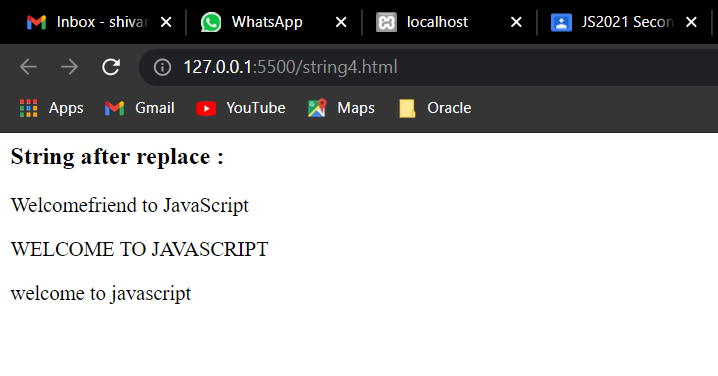 Inbox - shivar
WhatsApp
localhost
JS2021 Secon
127.0.0.1:5500/string4.html
Apps
Gmail
YouTube
Maps
Oracle
String after replace :
Welcomefriend to JavaScript
WELCOME TO JAVASCRIPT
welcome to javascript